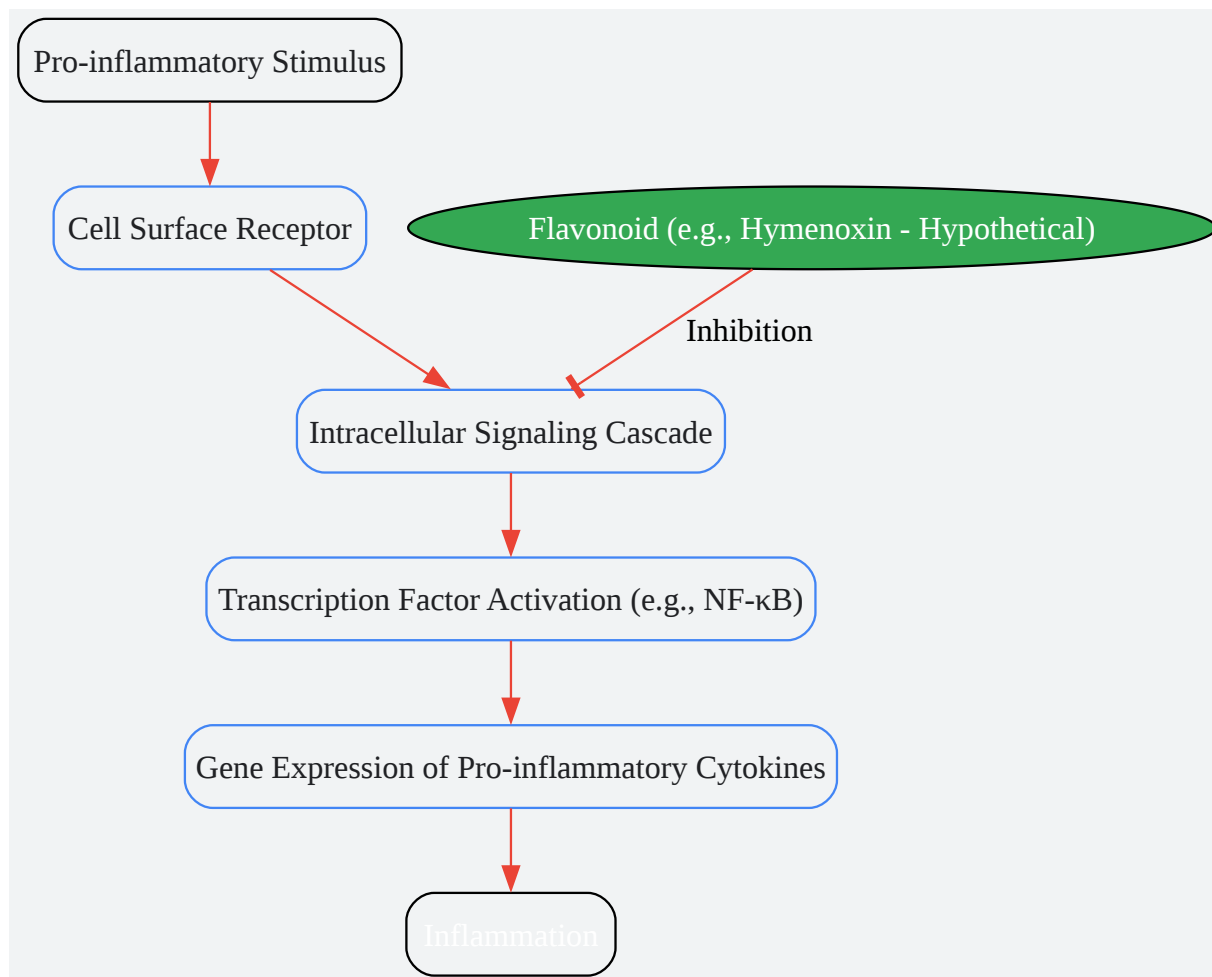 Pro-inflammatory Stimulus
Cell Surface Receptor
Flavonoid (e.g., Hymenoxin - Hypothetical)
Inhibition
Intracellular Signaling Cascade
Transcription Factor Activation (e.g., NF-κB)
Gene Expression of Pro-inflammatory Cytokines
Inflammation